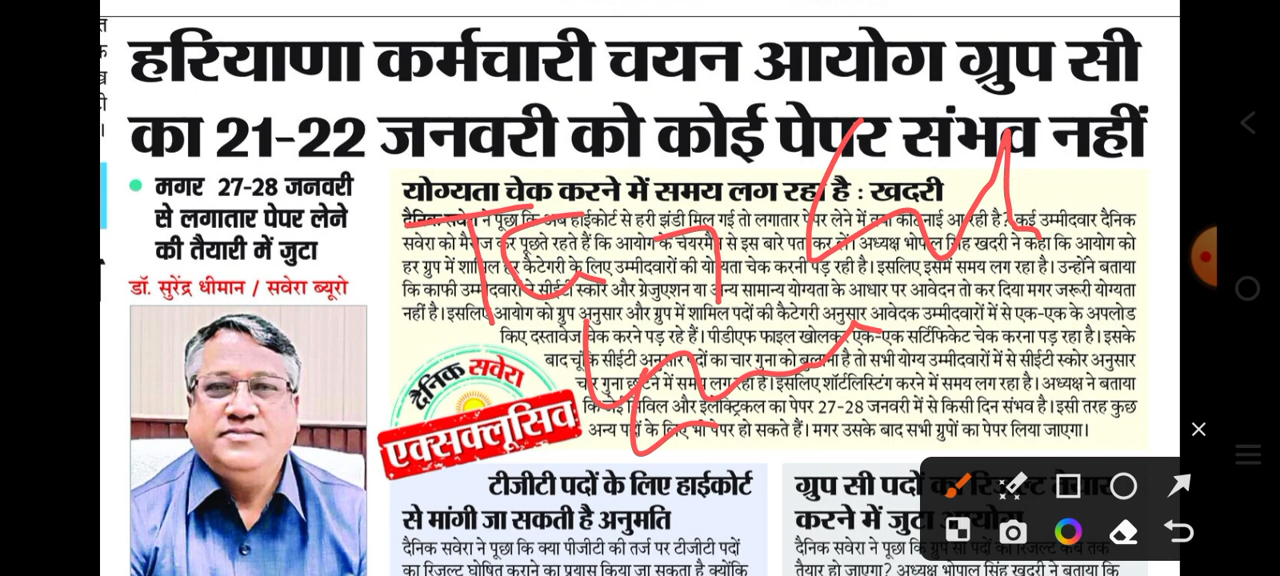 हरियाणा कर्मचारी चयन आयोग ग्रुप सी
का 21-22 जनवरी को कोई पेपर संभव नहीं
मगर 27-28 जनवरी
से लगातार पेपर लेने
की तैयारी में जुटा
डॉ. सुरेंद्र धीमान / सवेरा ब्यूरो
योग्यता चेक करने में समय लग रहा है : खदरी
दैनिक सवेरा ने पूछा कि अब हाईकोर्ट से हरी झंडी मिल गई तो लगातार पेपर लेने में क्या कठिनाई आ रही है? कई उम्मीदवार दैनिक
सवेरा को मैसेज कर पूछते रहते हैं कि आयोग के चेयरमैन से इस बारे पता कर लें। अध्यक्ष भोपाल सिंह खदरी ने कहा कि आयोग को
हर ग्रुप में शामिल हर कैटेगरी के लिए उम्मीदवारों की योग्यता चेक करनी पड़ रही है। इसलिए इसमें समय लग रहा है। उन्होंने बताया
कि काफी उम्मीदवारों ने सीईटी स्कोर और ग्रेजुएशन या अन्य सामान्य योग्यता के आधार पर आवेदन तो कर दिया मगर जरूरी योग्यता
नहीं है। इसलिए आयोग को ग्रुप अनुसार और ग्रुप में शामिल पदों की कैटेगरी अनुसार आवेदक उम्मीदवारों में से एक-एक के अपलोड
किए दस्तावेज चेक करने पड़ रहे हैं। पीडीएफ फाइल खोलकर एक-एक सर्टिफिकेट चेक करना पड़ रहा है। इसके
बाद चूंकि सीईटी अनुसार पदों का चार गुना को बुलाना है तो सभी योग्य उम्मीदवारों में से सीईटी स्कोर अनुसार
चार गुना छांटने में समय लग रहा है। इसलिए शॉर्टलिस्टिंग करने में समय लग रहा है। अध्यक्ष ने बताया
कि जेई सिविल और इलेक्ट्रिकल का पेपर 27-28 जनवरी में से किसी दिन संभव है। इसी तरह कुछ
अन्य पदों के लिए भी पेपर हो सकते हैं। मगर उसके बाद सभी ग्रुपों का पेपर लिया जाएगा।
दैनिक सवेरा
एक्सक्लूसिव
टीजीटी पदों के लिए हाईकोर्ट
से मांगी जा सकती है अनुमति
दैनिक सवेरा ने पूछा कि क्या पीजीटी की तर्ज पर टीजीटी पदों
का रिजल्ट घोषित कराने का प्रयास किया जा सकता है क्योंकि
ग्रुप सी पदों का रिजल्ट तैयार
करने में जुटा आयोग
दैनिक सवेरा ने पूछा कि ग्रुप सी पदों का रिजल्ट कब तक
तैयार हो जाएगा? अध्यक्ष भोपाल सिंह खदरी ने बताया कि